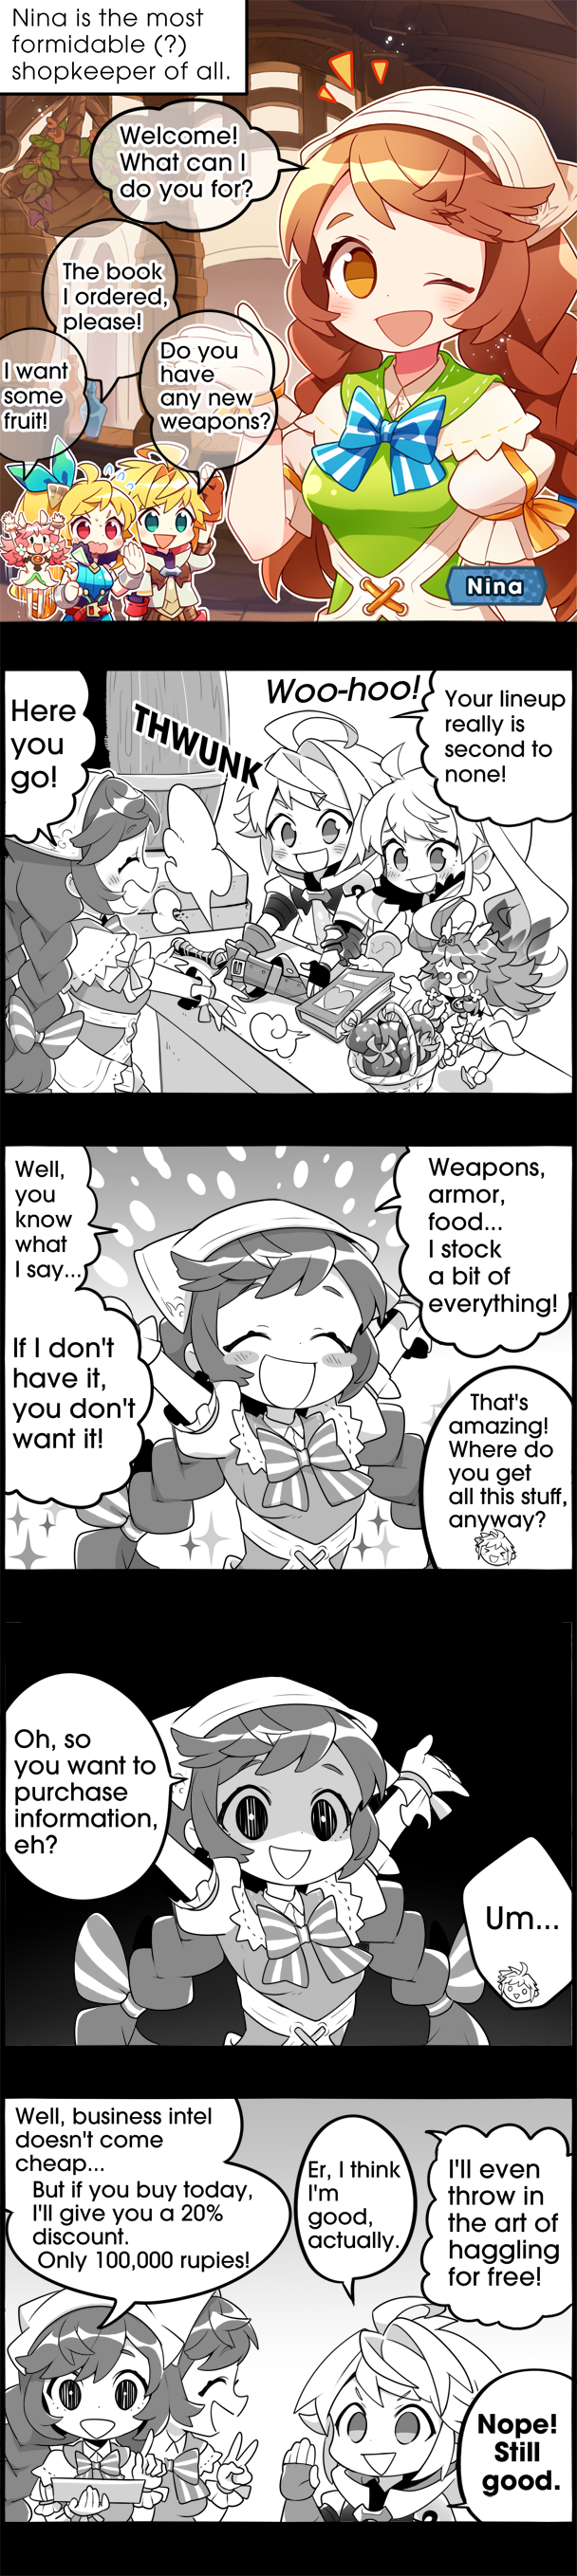 Nina is the most
formidable (?)
shopkeeper of all.
Welcome!
What can I
do you for?
The book
I ordered,
please!
I want
some
fruit!
Do you
have
any new
weapons?
Nina
Here
you
go!
THWUNK
Woo-hoo!
Your lineup
really is
second to
none!
Well,
you
know
what
I say...
If I don't
have it,
you don't
want it!
Weapons,
armor,
food...
I stock
a bit of
everything!
That's
amazing!
Where do
you get
all this stuff,
anyway?
Oh, so
you want to
purchase
information,
eh?
Um...
Well, business intel
doesn't come
cheap...
But if you buy today,
I'll give you a 20%
discount.
Only 100,000 rupies!
Er, I think
I'm
good,
actually.
I'll even
throw in
the art of
haggling
for free!
Nope!
Still
good.